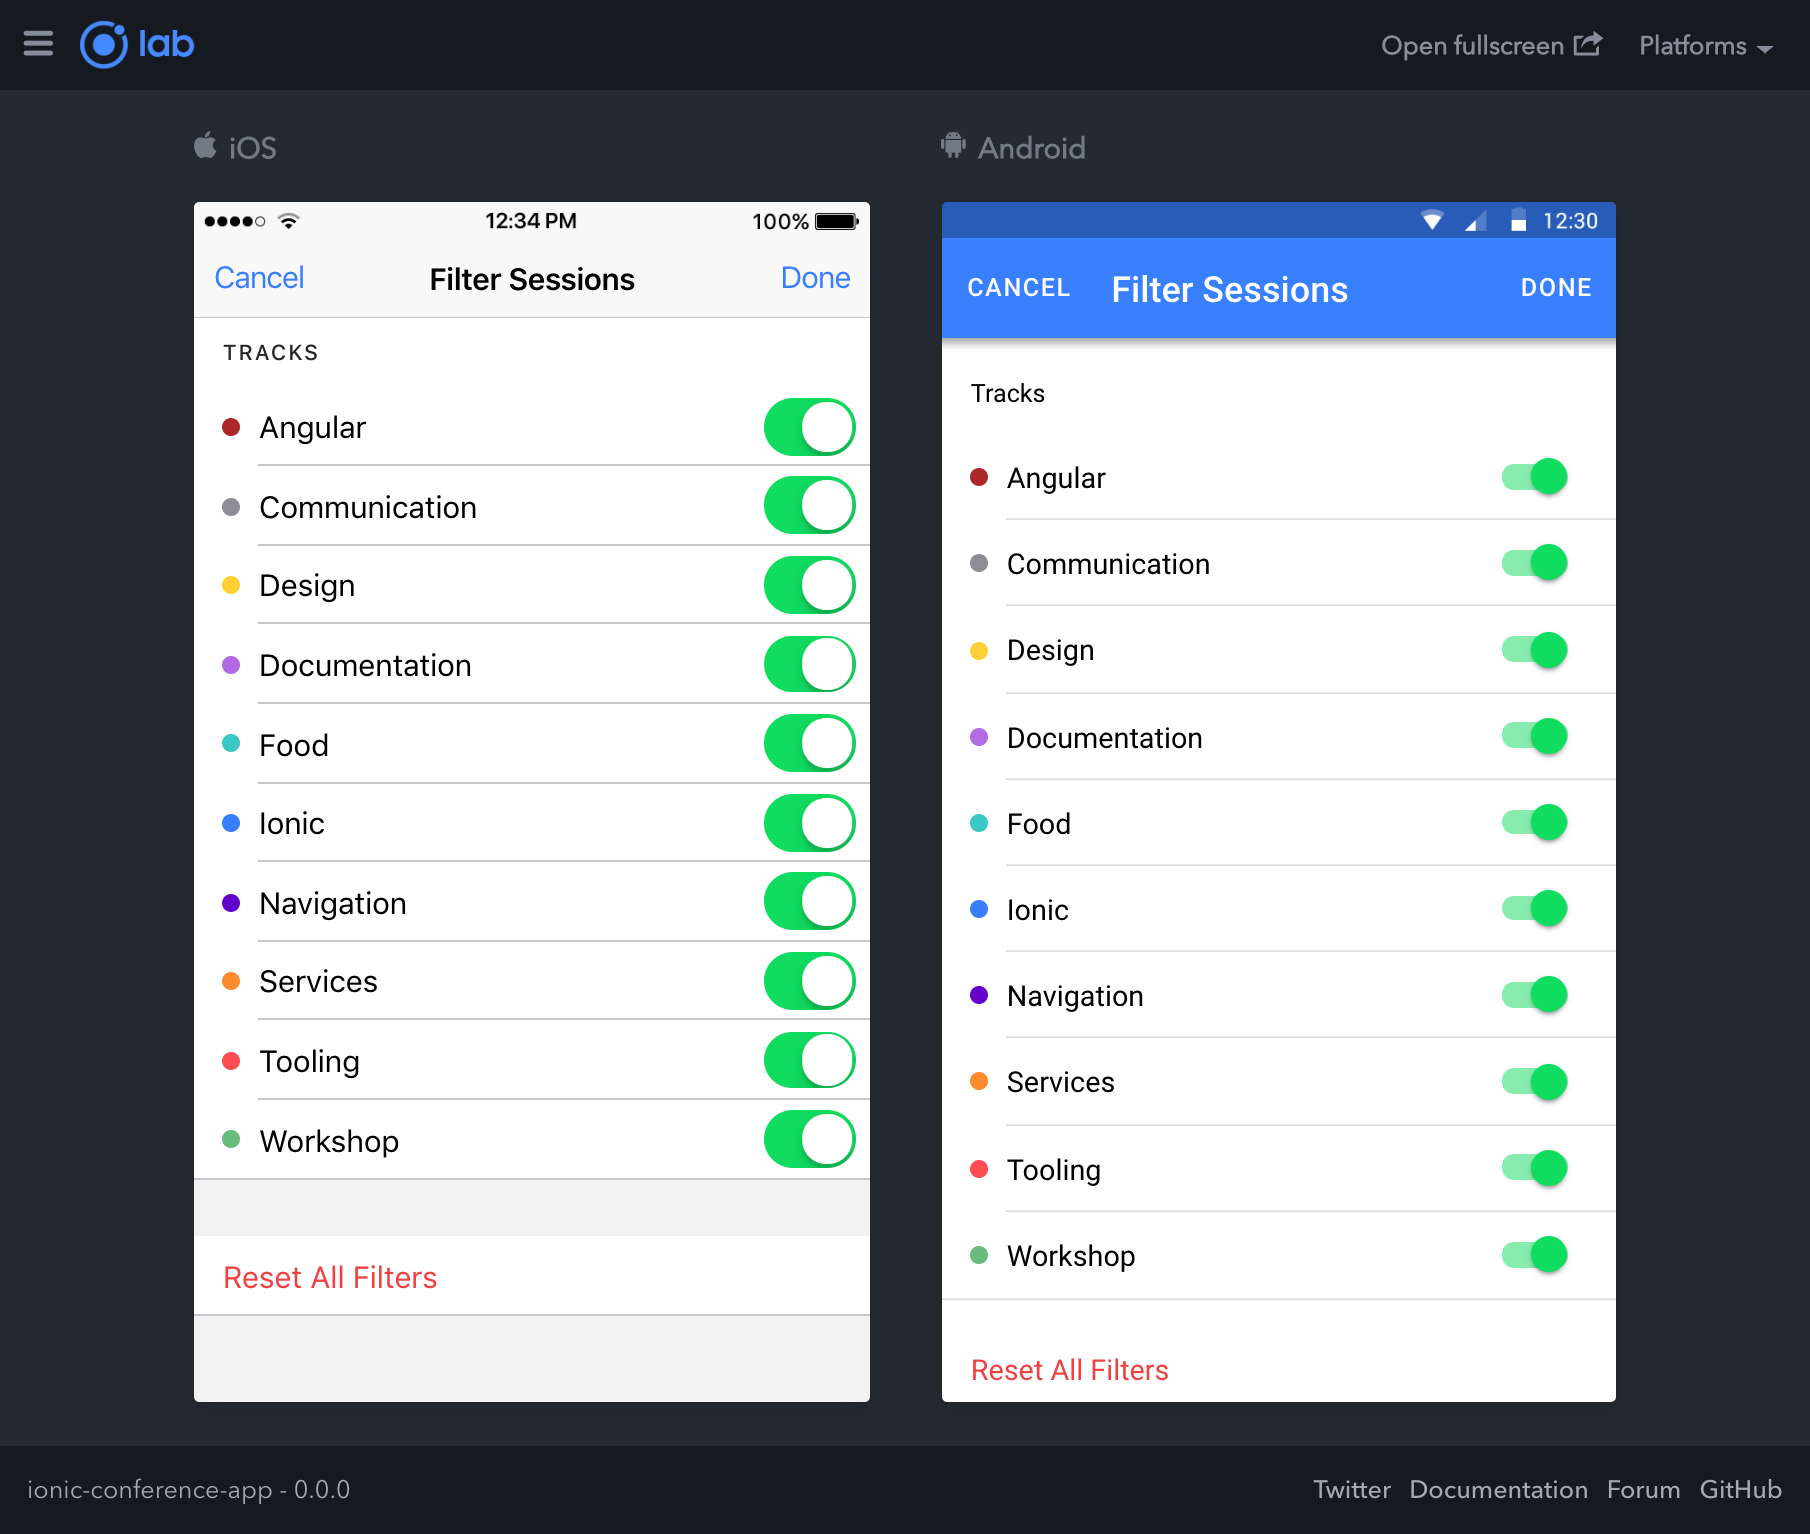 lab
Open fullscreen
Platforms
iOS
12:34 PM
100%
Cancel
Filter Sessions
Done
TRACKS
Angular
Communication
Design
Documentation
Food
Ionic
Navigation
Services
Tooling
Workshop
Reset All Filters
Android
12:30
CANCEL
Filter Sessions
DONE
Tracks
Angular
Communication
Design
Documentation
Food
Ionic
Navigation
Services
Tooling
Workshop
Reset All Filters
ionic-conference-app - 0.0.0
Twitter Documentation Forum GitHub